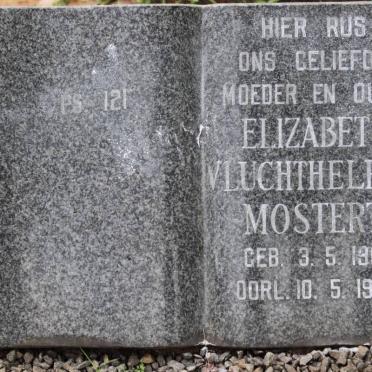 PS. 121
HIER RUS
ONS GELIEFD
MOEDER EN OU
ELIZABET
VLUCHTHEL
MOSTERT
GEB. 3. 5. 19
OORL. 10. 5. 19